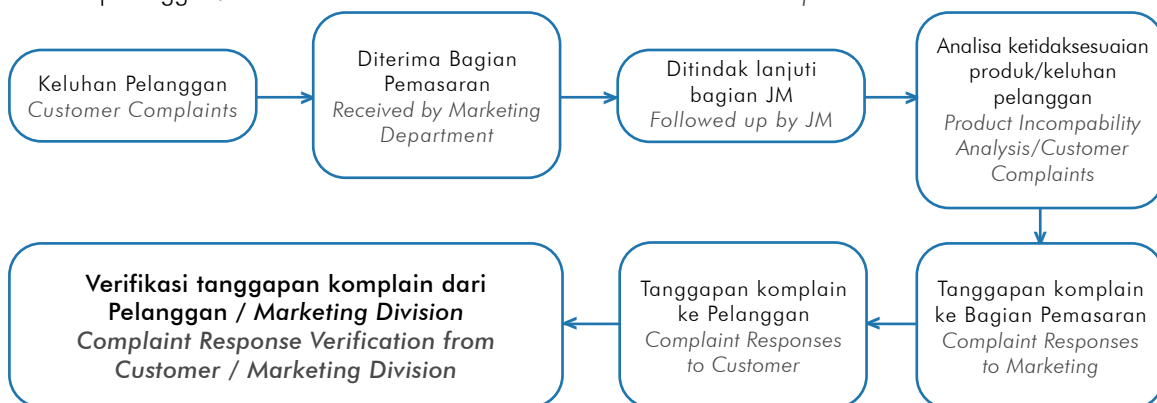 Keluhan Pelanggan
Customer Complaints
Diterima Bagian
Pemasaran
Received by Marketing
Department
Ditindak lanjuti
bagian JM
Followed up by JM
Analisa ketidaksesuaian
produk/keluhan
pelanggan
Product Incompability
Analysis/Customer
Complaints
Tanggapan komplain
ke Bagian Pemasaran
Complaint Responses
to Marketing
Tanggapan komplain
ke Pelanggan
Complaint Responses
to Customer
Verifikasi tanggapan komplain dari
Pelanggan / Marketing Division
Complaint Response Verification from
Customer / Marketing Division